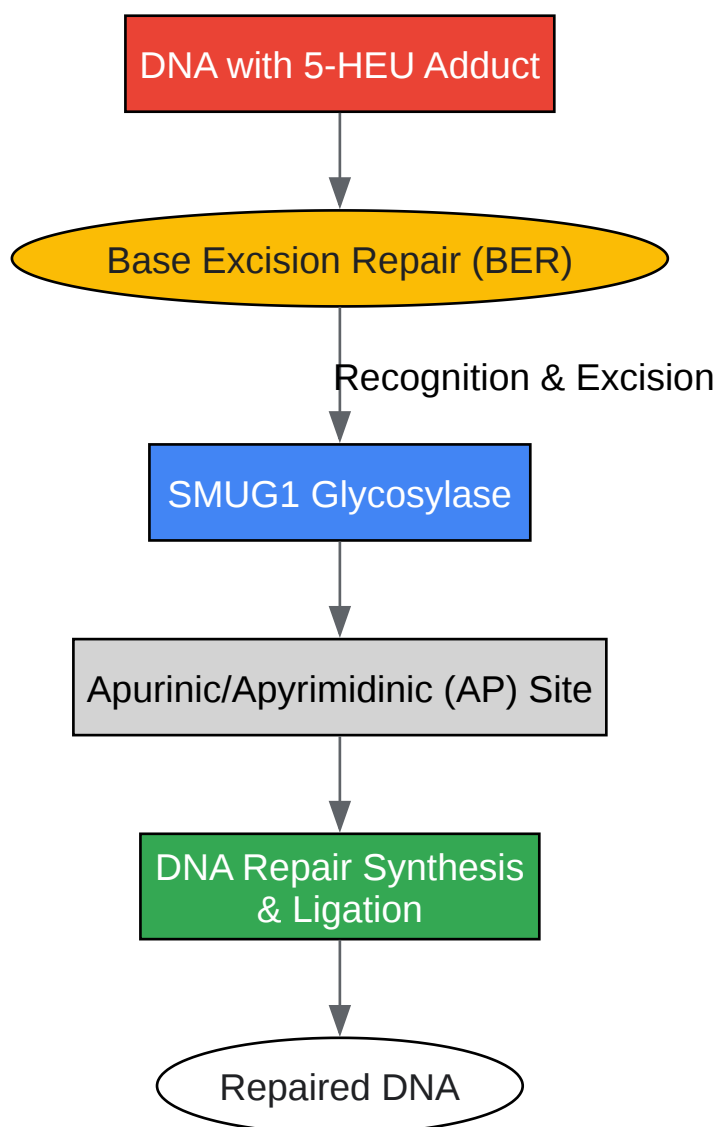 DNA with 5-HEU Adduct
Base Excision Repair (BER)
Recognition & Excision
SMUG1 Glycosylase
Apurinic/Apyrimidinic (AP) Site
DNA Repair Synthesis
& Ligation
Repaired DNA